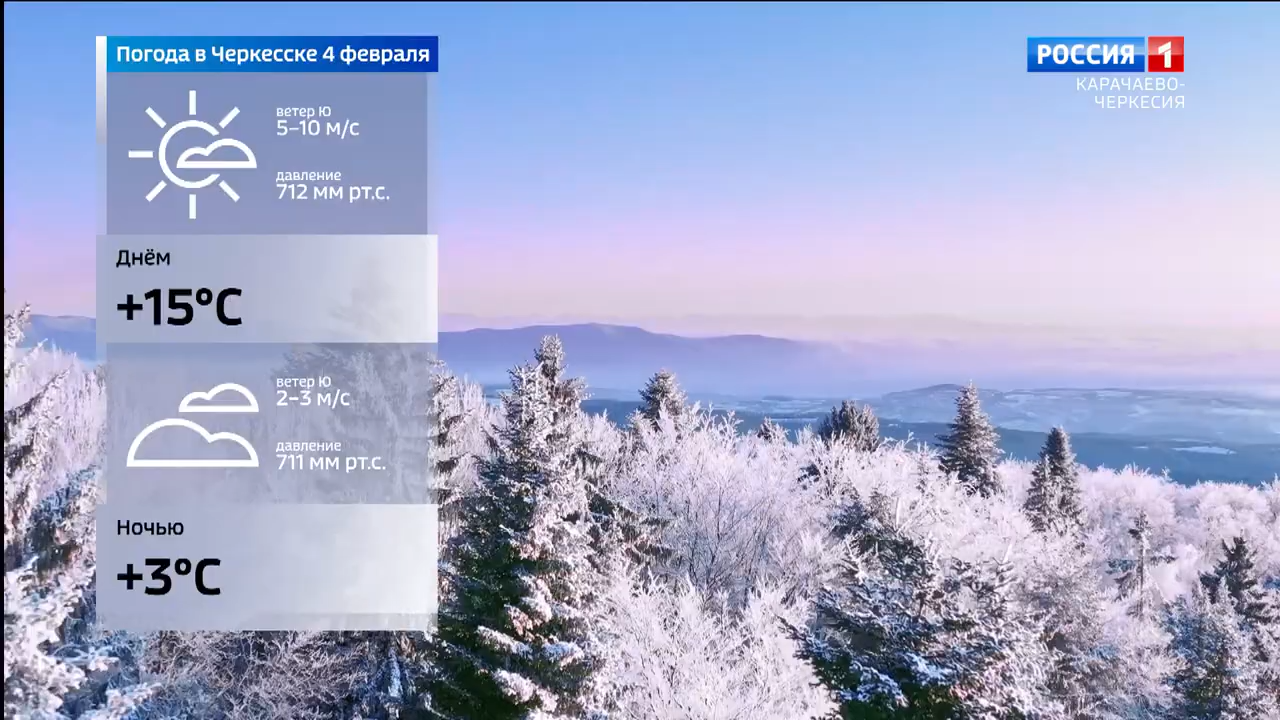 Погода в Черкесске 4 февраля
РОССИЯ 1
КАРАЧАЕВО-
ЧЕРКЕСИЯ
ветер Ю
5–10 м/с
давление
712 мм рт.с.
Днём
+15°C
ветер Ю
2–3 м/с
давление
711 мм рт.с.
Ночью
+3°C